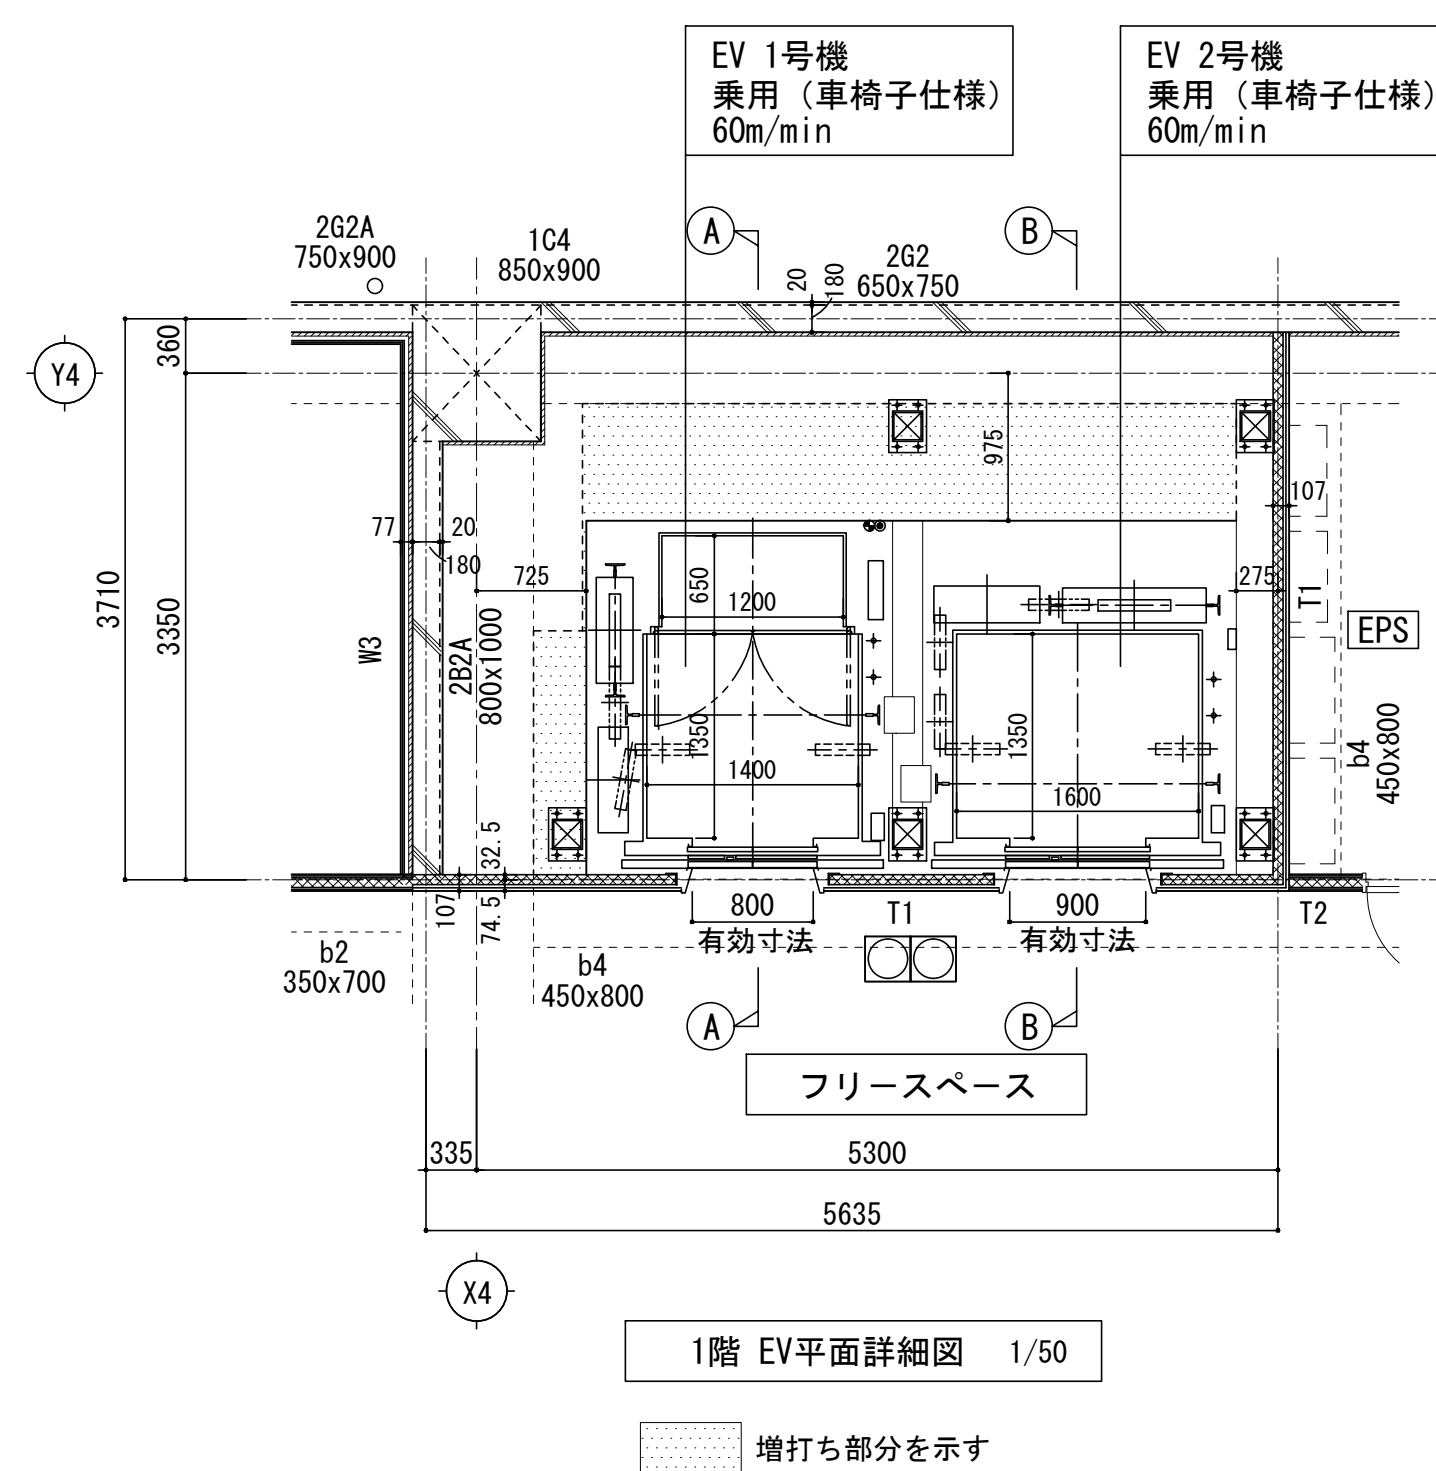 EV 1号機
乗用（車椅子仕様）
60m/min
EV 2号機
乗用（車椅子仕様）
60m/min
A
B
2G2A
750x900
1C4
850x900
2G2
650x750
20
180
Y4
360
3710
3350
975
107
77
20
180
725
650
1200
275
T1
EPS
W3
2B2A
800x1000
1350
1400
1350
1600
b4
450x800
32.5
107
74.5
800
有効寸法
T1
900
有効寸法
T2
b2
350x700
b4
450x800
A
B
フリースペース
335
5300
5635
X4
1階 EV平面詳細図 1/50
増打ち部分を示す